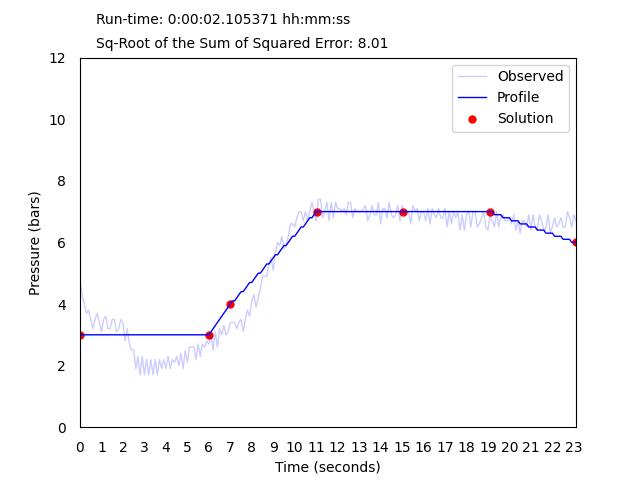 Run-time: 0:00:02.105371 hh:mm:ss
Sq-Root of the Sum of Squared Error: 8.01
12
10
8
6
4
2
0
Pressure (bars)
Observed
Profile
Solution
0 1 2 3 4 5 6 7 8 9 10 11 12 13 14 15 16 17 18 19 20 21 22 23
Time (seconds)